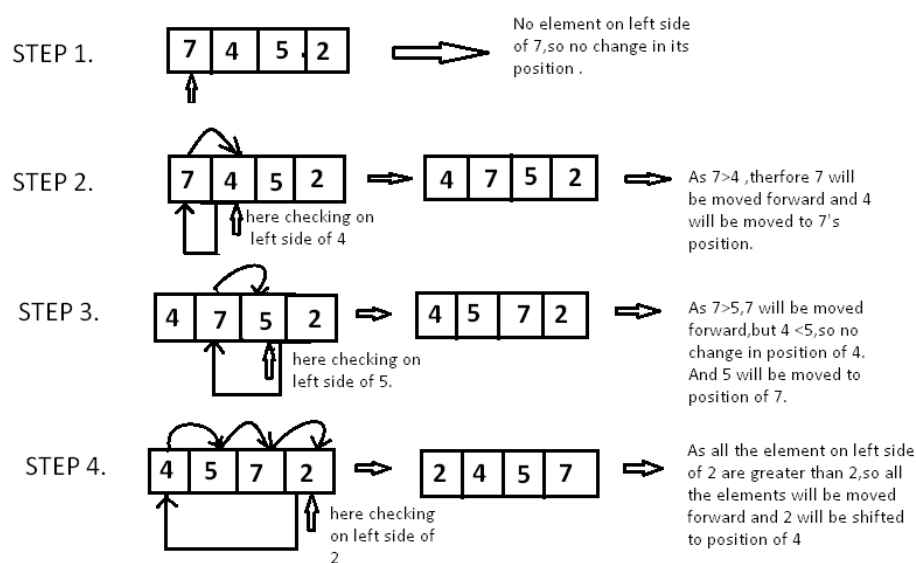 STEP 1.
7 4 5 2
No element on left side
of 7,so no change in its
position .
STEP 2.
7 4 5 2
here checking on
left side of 4
4 7 5 2
As 7>4 ,therfore 7 will
be moved forward and 4
will be moved to 7's
position.
STEP 3.
4 7 5 2
here checking on
left side of 5.
4 5 7 2
As 7>5,7 will be moved
forward,but 4 <5,so no
change in position of 4.
And 5 will be moved to
position of 7.
STEP 4.
4 5 7 2
here checking
on left side of
2
2 4 5 7
As all the element on left side
of 2 are greater than 2,so all
the elements will be moved
forward and 2 will be shifted
to position of 4